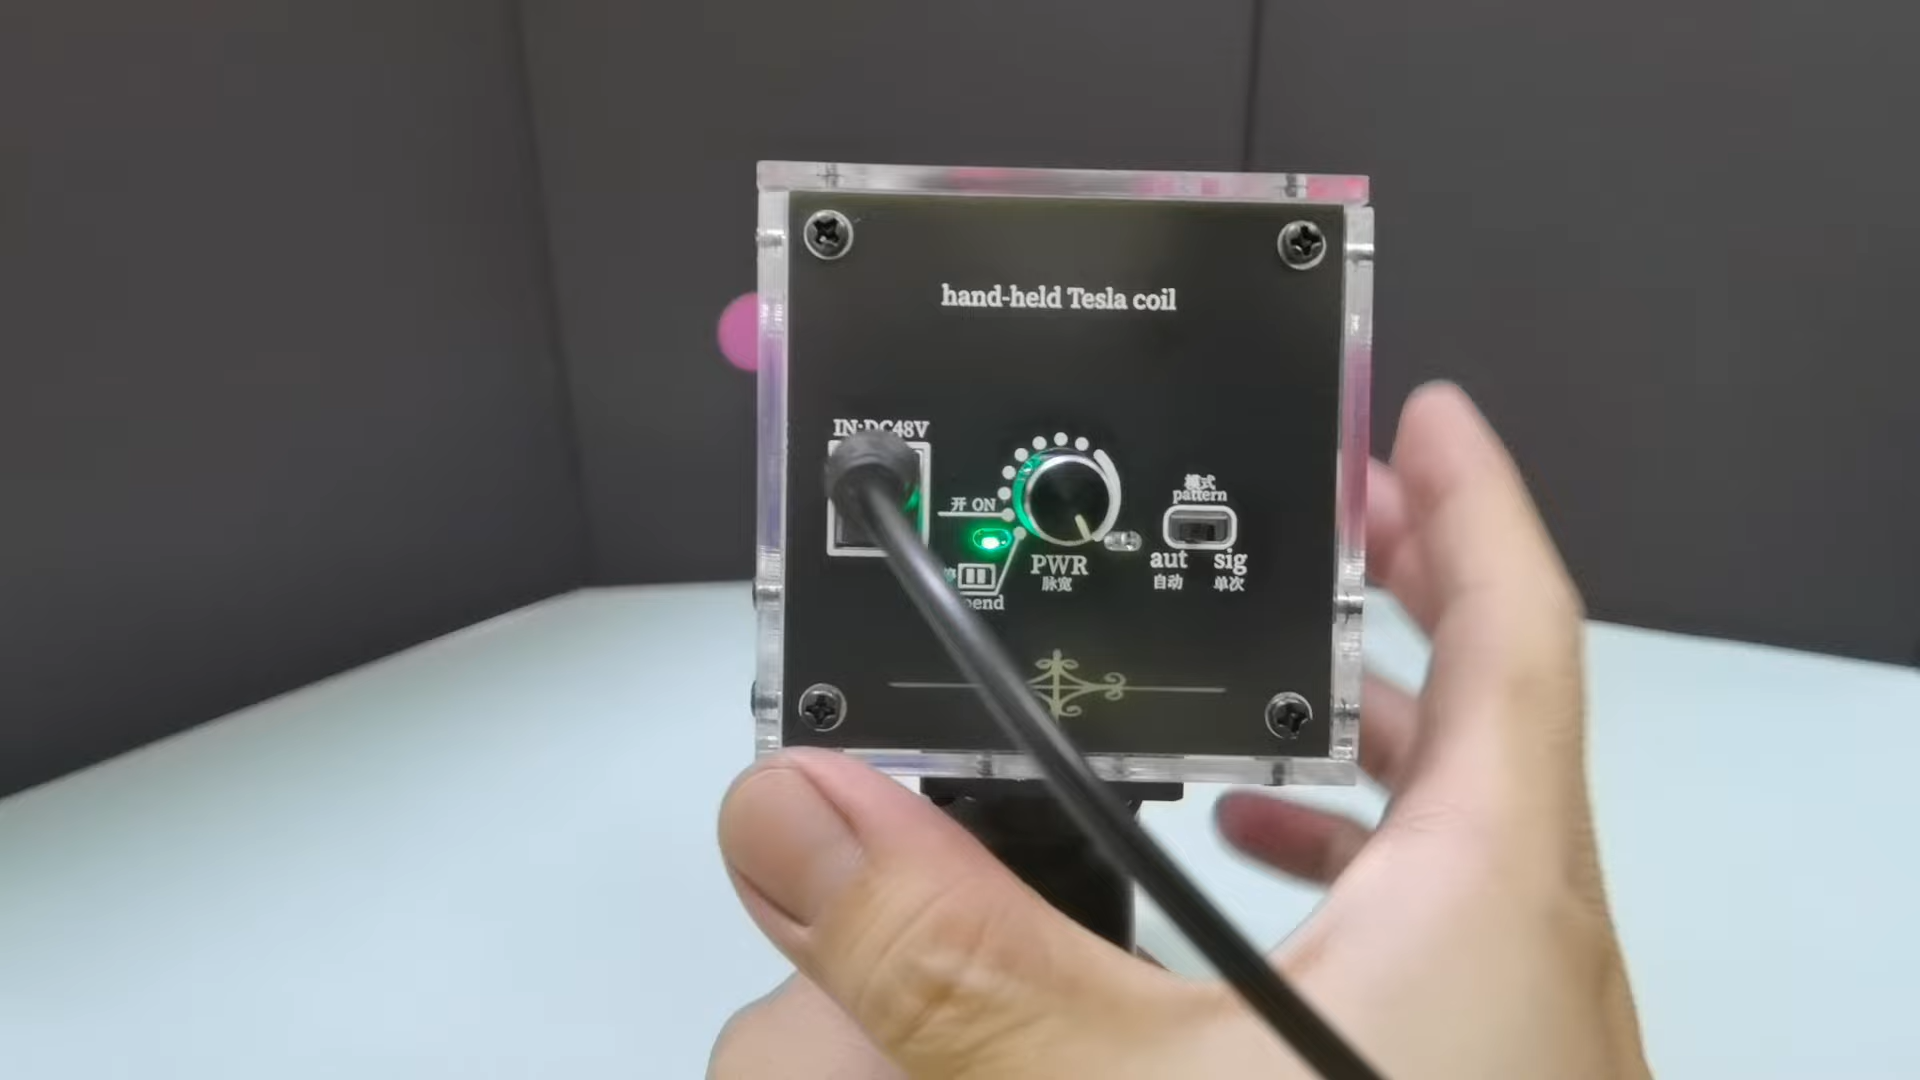 hand-held Tesla coil
IN:DC48V
开 ON
模式
pattern
PWR
脉宽
aut sig
自动 单次